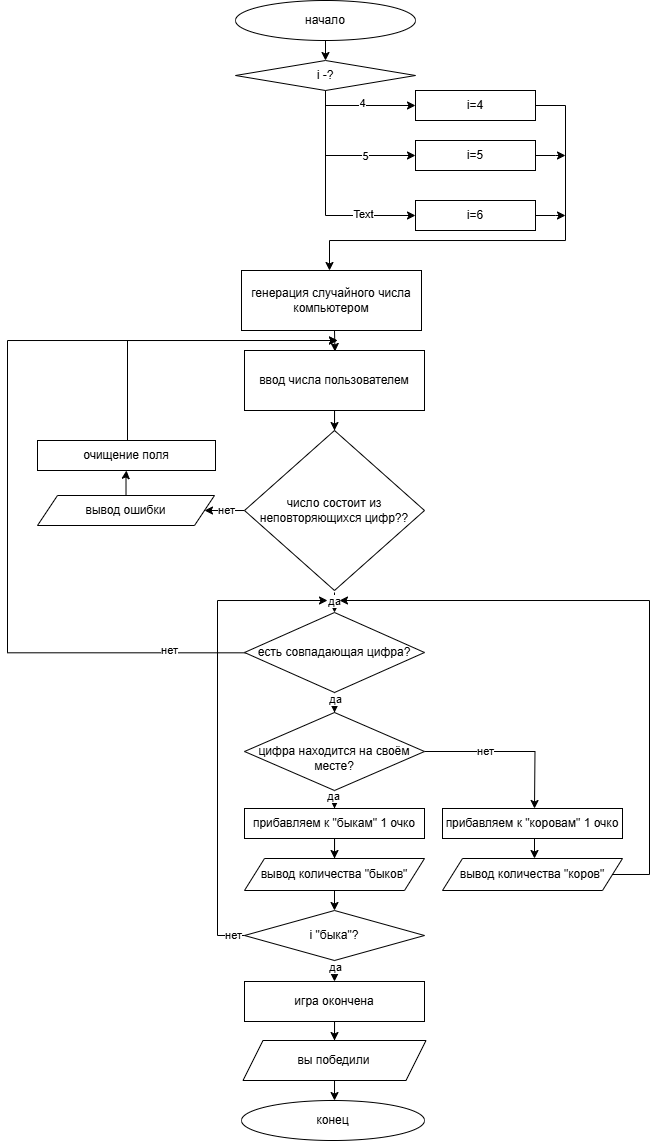 начало
i -?
4
i=4
5
i=5
Text
i=6
генерация случайного числа
компьютером
ввод числа пользователем
очищение поля
вывод ошибки
нет
число состоит из
неповторяющихся цифр??
да
есть совпадающая цифра?
нет
да
цифра находится на своём
месте?
нет
да
прибавляем к "быкам" 1 очко
прибавляем к "коровам" 1 очко
вывод количества "быков"
вывод количества "коров"
i "быка"?
нет
да
игра окончена
вы победили
конец